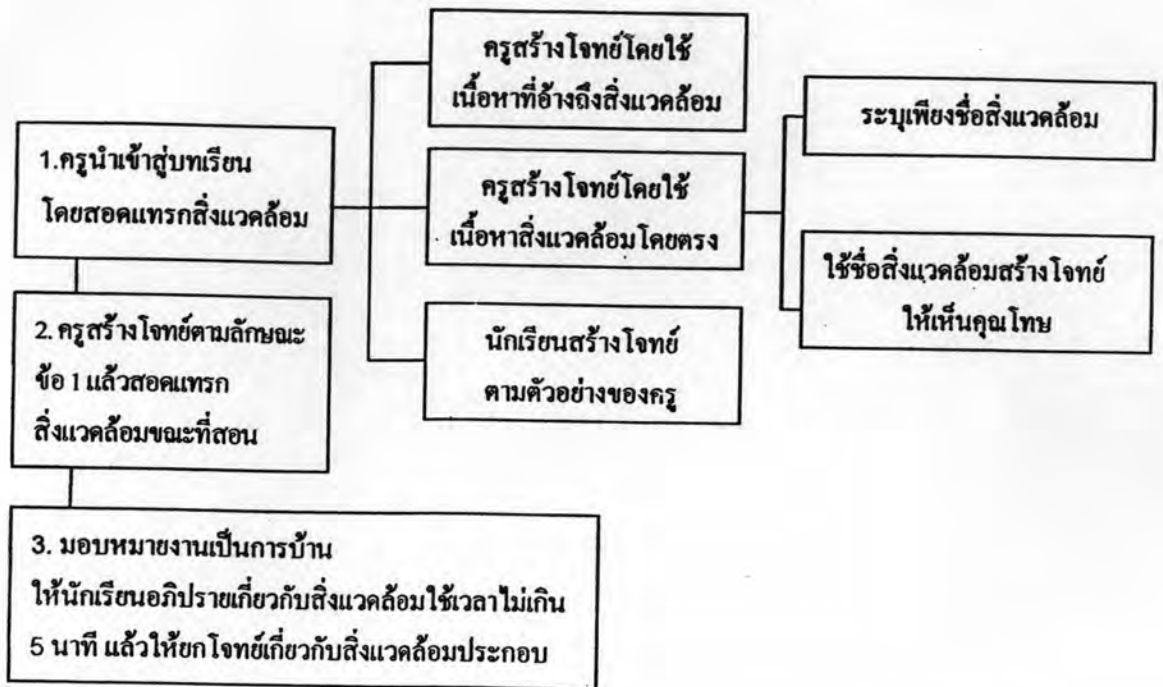 ครูสร้างโจทย์โดยใช้
เนื้อหาที่อ้างถึงสิ่งแวดล้อม
ระบุเพียงชื่อสิ่งแวดล้อม
1.ครูนำเข้าสู่บทเรียน
โดยสอดแทรกสิ่งแวดล้อม
ครูสร้างโจทย์โดยใช้
เนื้อหาสิ่งแวดล้อมโดยตรง
ใช้ชื่อสิ่งแวดล้อมสร้างโจทย์
ให้เห็นคุณโทษ
2. ครูสร้างโจทย์ตามลักษณะ
ข้อ 1 แล้วสอดแทรก
สิ่งแวดล้อมขณะที่สอน
นักเรียนสร้างโจทย์
ตามตัวอย่างของครู
3. มอบหมายงานเป็นการบ้าน
ให้นักเรียนอภิปรายเกี่ยวกับสิ่งแวดล้อมใช้เวลาไม่เกิน
5 นาที แล้วให้ยกโจทย์เกี่ยวกับสิ่งแวดล้อมประกอบ